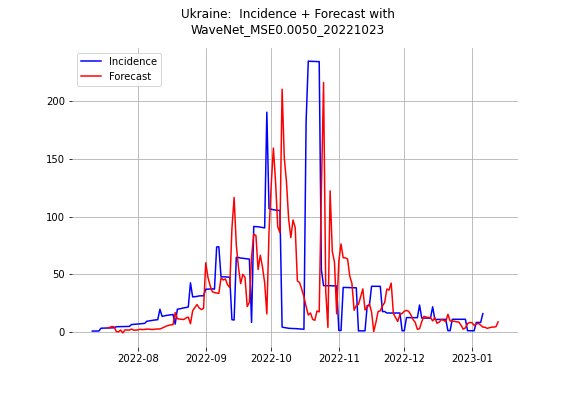 Ukraine:  Incidence + Forecast with
WaveNet_MSE0.0050_20221023
Incidence
Forecast
200
150
100
50
0
2022-08
2022-09
2022-10
2022-11
2022-12
2023-01